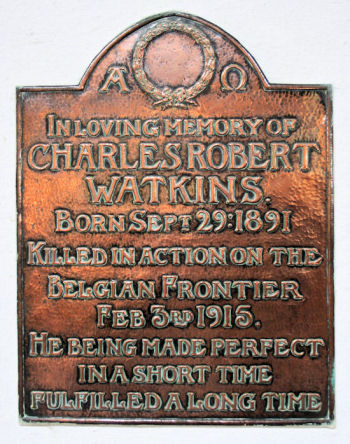 Α Ω
IN LOVING MEMORY OF
CHARLES ROBERT
WATKINS.
BORN SEPT 29: 1891
KILLED IN ACTION ON THE
BELGIAN FRONTIER
FEB 3RD 1915.
HE BEING MADE PERFECT
IN A SHORT TIME
FULFILLED A LONG TIME